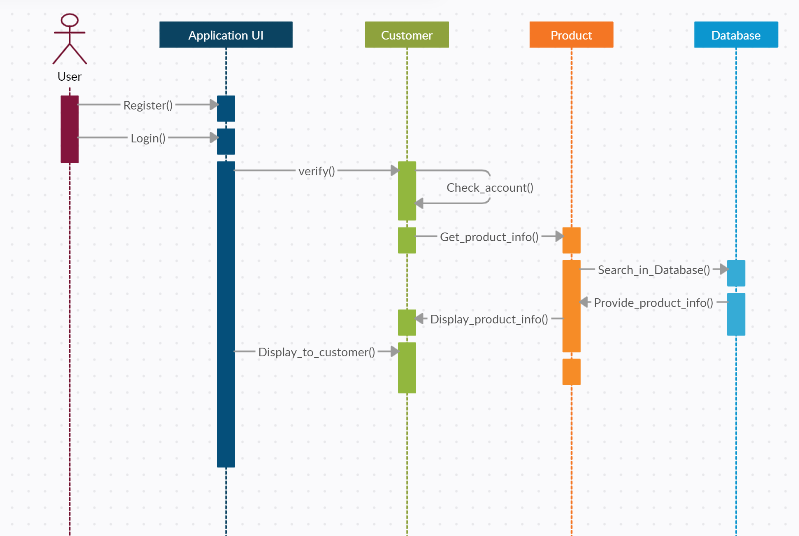 Application UI
Customer
Product
Database
User
Register()
Login()
verify()
Check_account()
Get_product_info()
Search_in_Database()
Provide_product_info()
Display_product_info()
Display_to_customer()